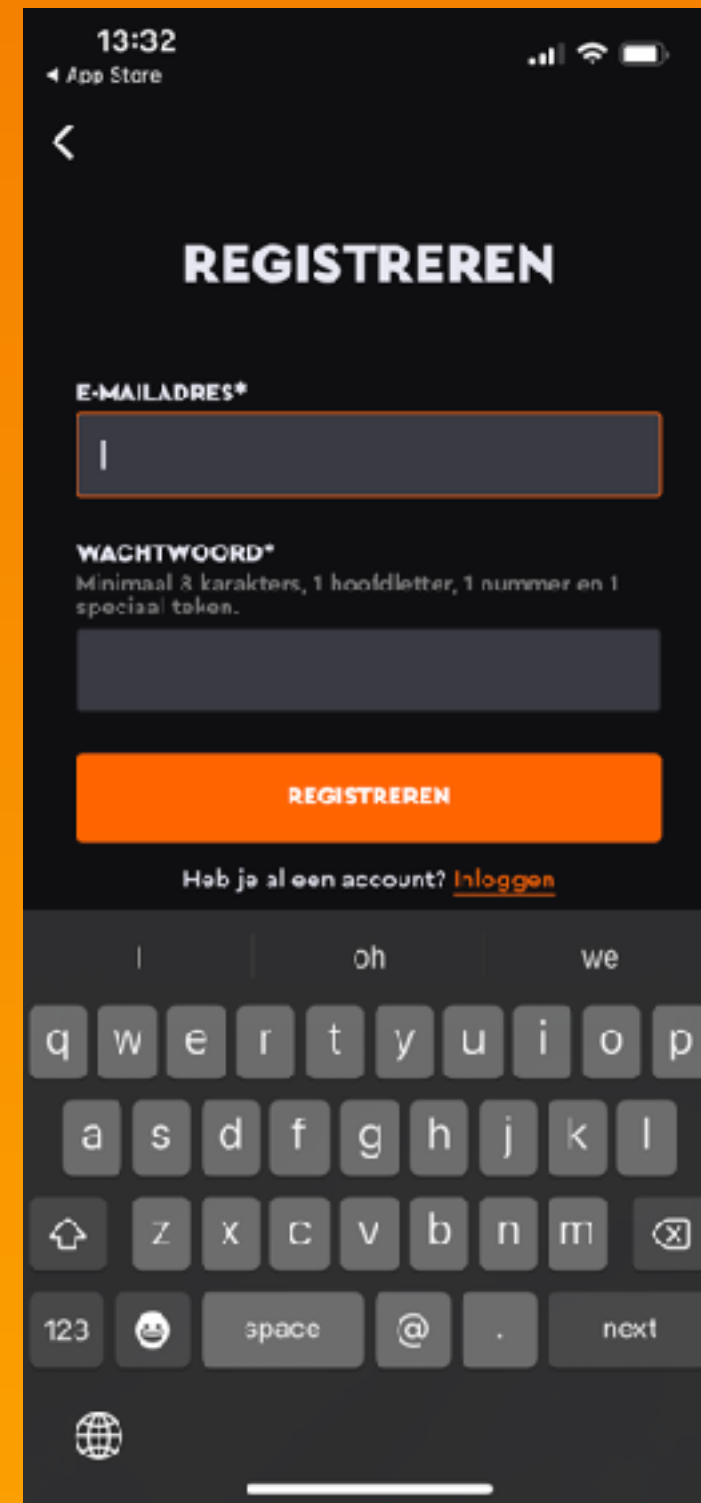 13:32
◀ App Store
REGISTREREN
E-MAILADRES*
WACHTWOORD*
Minimaal 8 karakters, 1 hoofdletter, 1 nummer en 1
speciaal teken.
REGISTREREN
Heb je al een account? Inloggen
I oh we
q w e r t y u i o p
a s d f g h j k l
z x c v b n m
123 space @ . next